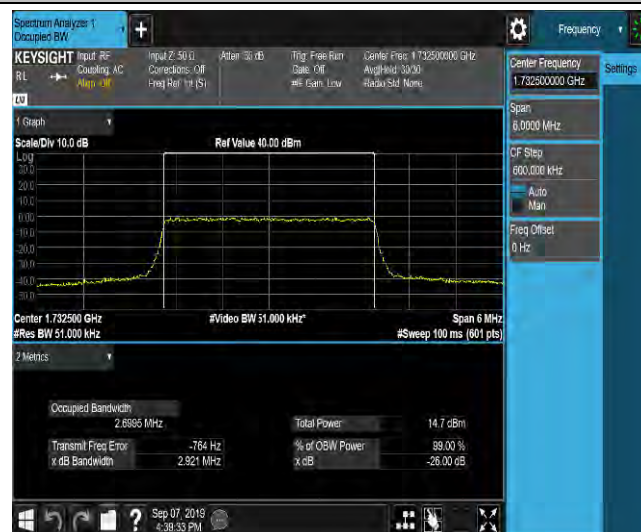 Spectrum Analyzer 1
Occupied BW
Frequency
KEYSIGHT
Input: RF
Coupling: AC
Align: Off
RL
Input Z: 50 Ω
Corrections: Off
Freq Ref: Int (S)
Atten: 30 dB
Trig: Free Run
Gate: Off
#IF Gain: Low
Center Freq: 1.732500000 GHz
Avg|Hold: 30/30
Radio Std: None
LW
Center Frequency
1.732500000 GHz
Settings
Span
6.0000 MHz
CF Step
600.000 kHz
Auto
Man
Freq Offset
0 Hz
1 Graph
Scale/Div 10.0 dB
Ref Value 40.00 dBm
Log
30.0
20.0
10.0
0.00
-10.0
-20.0
-30.0
-40.0
-50.0
Center 1.732500 GHz
#Video BW 51.000 kHz*
Span 6 MHz
#Res BW 51.000 kHz
#Sweep 100 ms (601 pts)
2 Metrics
Occupied Bandwidth
2.6995 MHz
Total Power
14.7 dBm
Transmit Freq Error
-764 Hz
% of OBW Power
99.00 %
x dB Bandwidth
2.921 MHz
x dB
-26.00 dB
?
Sep 07, 2019
4:39:33 PM